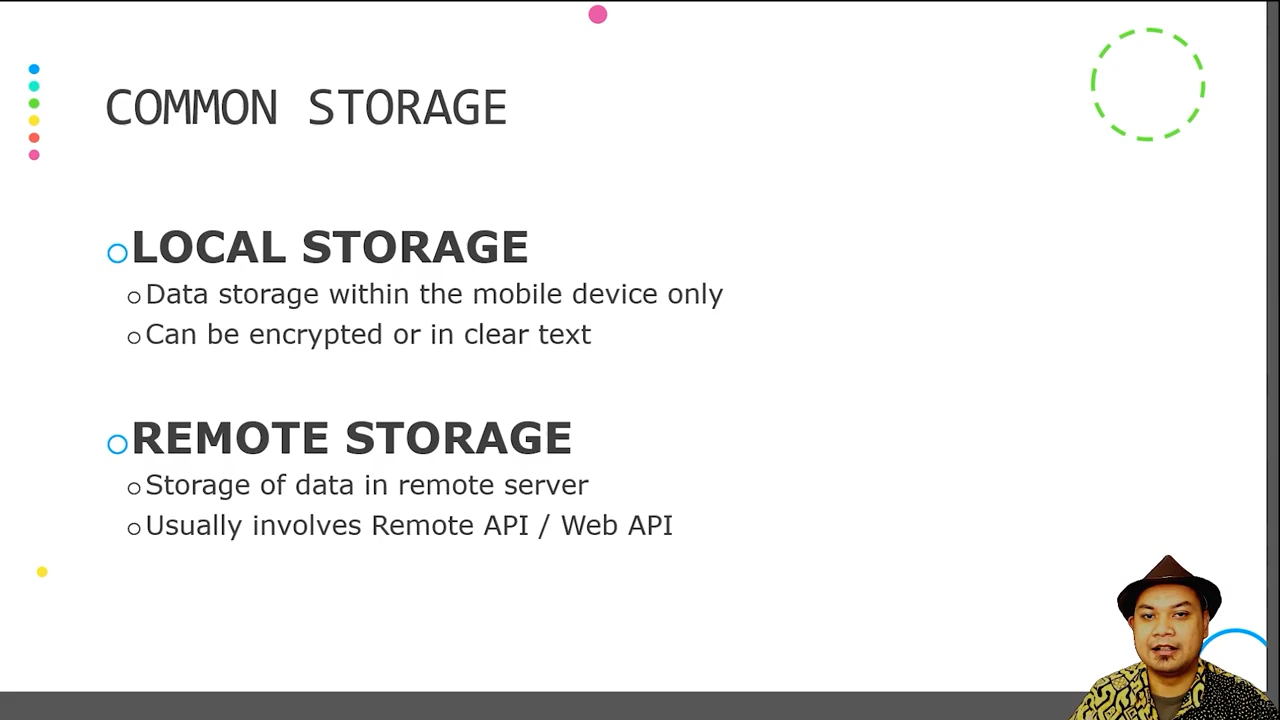 COMMON STORAGE
LOCAL STORAGE
Data storage within the mobile device only
Can be encrypted or in clear text
REMOTE STORAGE
Storage of data in remote server
Usually involves Remote API / Web API